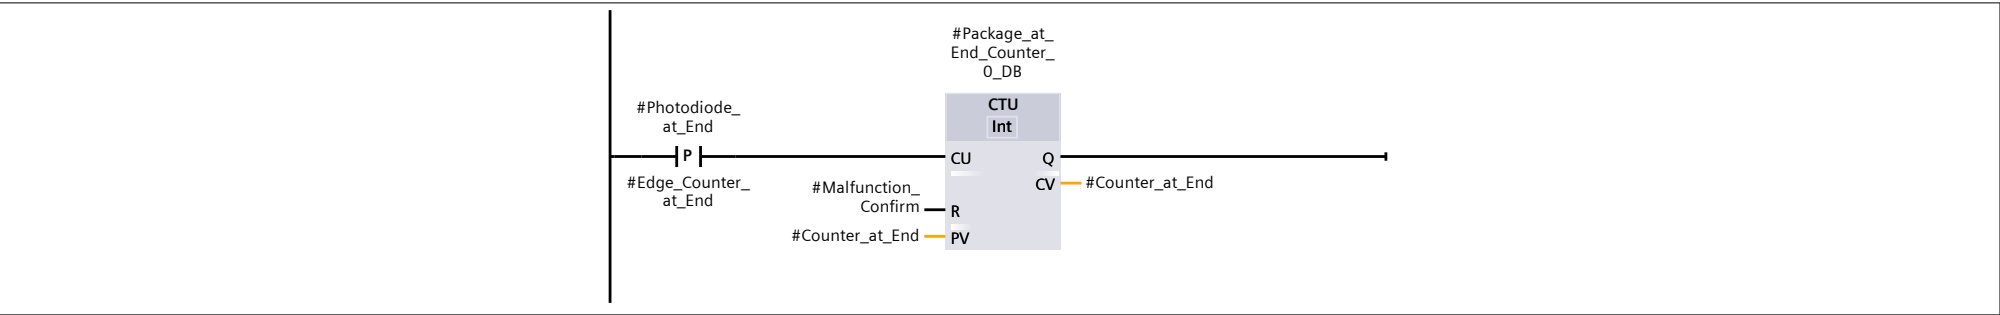 #Package_at_
End_Counter_
0_DB
#Photodiode_
at_End
CTU
Int
P
CU
Q
#Edge_Counter_
at_End
#Malfunction_
Confirm
CV
#Counter_at_End
R
#Counter_at_End
PV